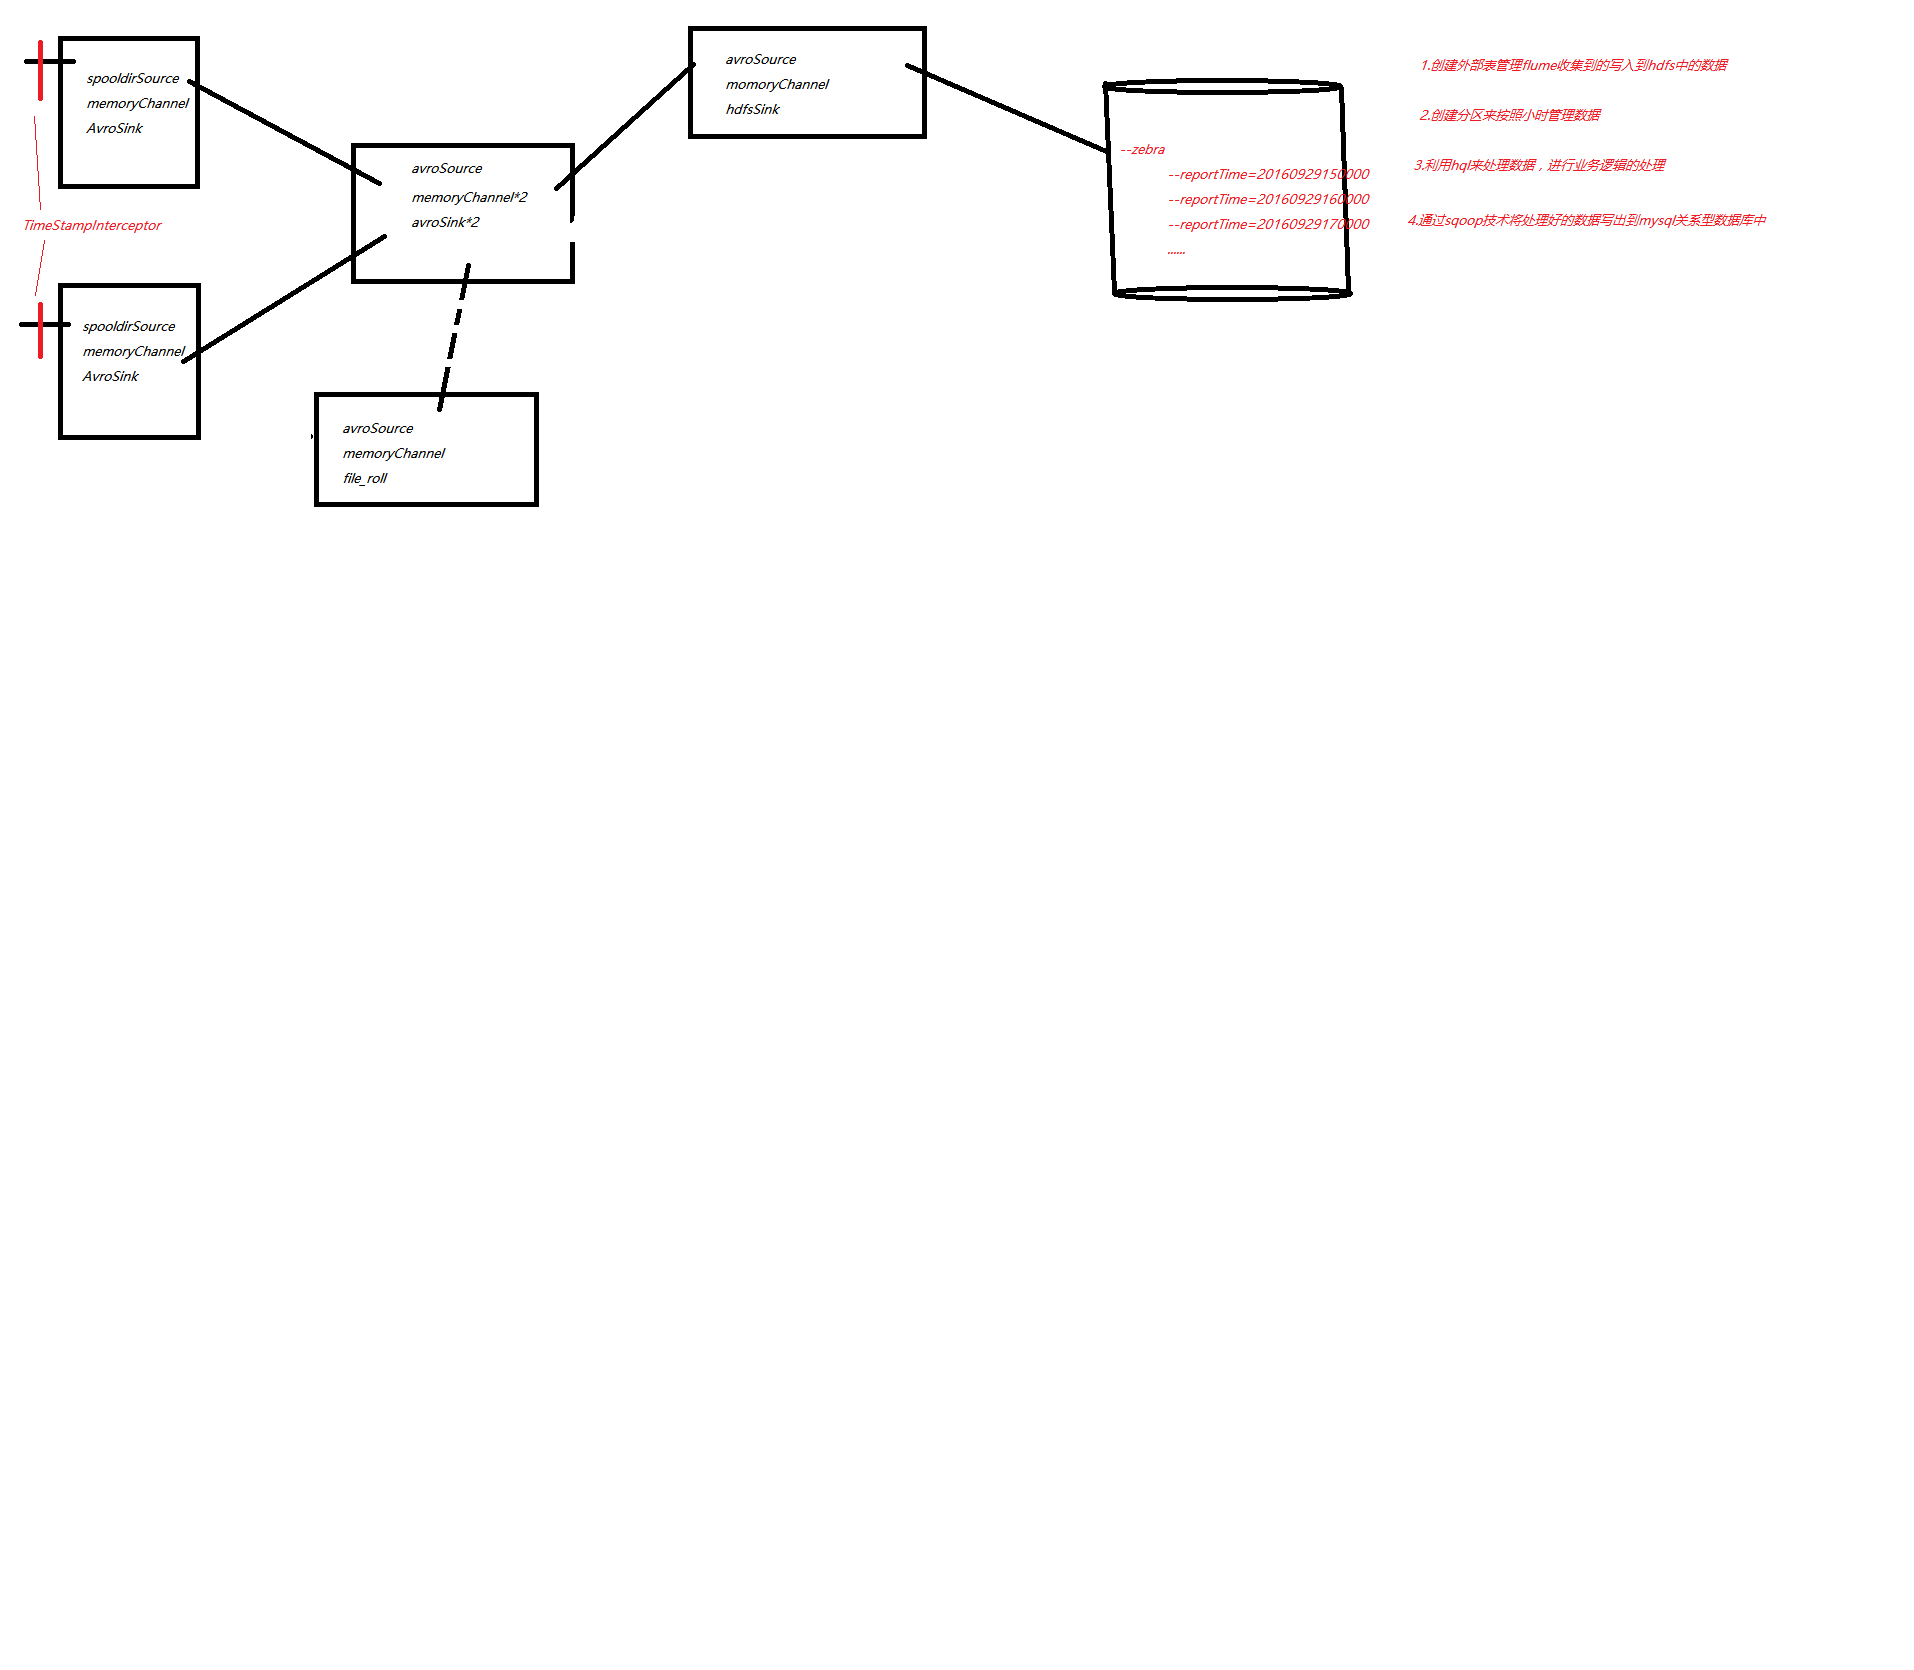 spooldirSource
memoryChannel
AvroSink
TimeStampInterceptor
spooldirSource
memoryChannel
AvroSink
avroSource
memoryChannel*2
avroSink*2
avroSource
memoryChannel
file_roll
avroSource
momoryChannel
hdfsSink
--zebra
--reportTime=20160929150000
--reportTime=20160929160000
--reportTime=20160929170000
......
1.创建外部表管理flume收集到的写入到hdfs中的数据
2.创建分区来按照小时管理数据
3.利用hql来处理数据，进行业务逻辑的处理
4.通过sqoop技术将处理好的数据写出到mysql关系型数据库中